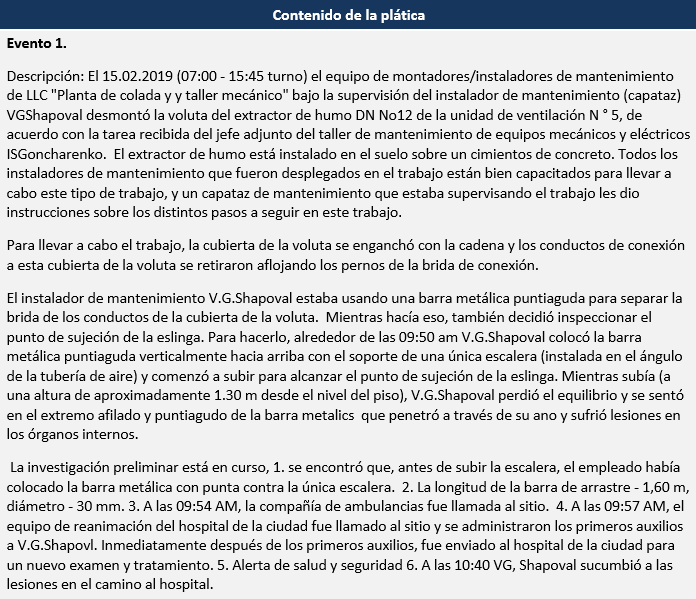 Contenido de la plática
Evento 1.
Descripción: El 15.02.2019 (07:00 - 15:45 turno) el equipo de montadores/instaladores de mantenimiento
de LLC "Planta de colada y y taller mecánico" bajo la supervisión del instalador de mantenimiento (capataz)
VGShapoval desmontó la voluta del extractor de humo DN No12 de la unidad de ventilación N ° 5, de
acuerdo con la tarea recibida del jefe adjunto del taller de mantenimiento de equipos mecánicos y eléctricos
ISGoncharenko.  El extractor de humo está instalado en el suelo sobre un cimientos de concreto. Todos los
instaladores de mantenimiento que fueron desplegados en el trabajo están bien capacitados para llevar a
cabo este tipo de trabajo, y un capataz de mantenimiento que estaba supervisando el trabajo les dio
instrucciones sobre los distintos pasos a seguir en este trabajo.
Para llevar a cabo el trabajo, la cubierta de la voluta se enganchó con la cadena y los conductos de conexión
a esta cubierta de la voluta se retiraron aflojando los pernos de la brida de conexión.
El instalador de mantenimiento V.G.Shapoval estaba usando una barra metálica puntiaguda para separar la
brida de los conductos de la cubierta de la voluta.  Mientras hacía eso, también decidió inspeccionar el
punto de sujeción de la eslinga. Para hacerlo, alrededor de las 09:50 am V.G.Shapoval colocó la barra
metálica puntiaguda verticalmente hacia arriba con el soporte de una única escalera (instalada en el ángulo
de la tubería de aire) y comenzó a subir para alcanzar el punto de sujeción de la eslinga. Mientras subía (a
una altura de aproximadamente 1.30 m desde el nivel del piso), V.G.Shapoval perdió el equilibrio y se sentó
en el extremo afilado y puntiagudo de la barra metalics  que penetró a través de su ano y sufrió lesiones en
los órganos internos.
La investigación preliminar está en curso, 1. se encontró que, antes de subir la escalera, el empleado había
colocado la barra metálica con punta contra la única escalera.  2. La longitud de la barra de arrastre - 1,60 m,
diámetro - 30 mm. 3. A las 09:54 AM, la compañía de ambulancias fue llamada al sitio.  4. A las 09:57 AM, el
equipo de reanimación del hospital de la ciudad fue llamado al sitio y se administraron los primeros auxilios
a V.G.Shapovl. Inmediatamente después de los primeros auxilios, fue enviado al hospital de la ciudad para
un nuevo examen y tratamiento. 5. Alerta de salud y seguridad 6. A las 10:40 VG, Shapoval sucumbió a las
lesiones en el camino al hospital.